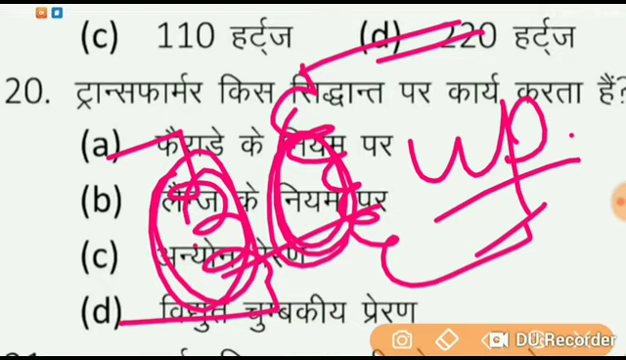 (c) 110 हर्ट्ज (d) 220 हर्ट्ज
20. ट्रान्सफार्मर किस सिद्धान्त पर कार्य करता हैं?
(a) फैराडे के नियम पर
(b) लैन्ज के नियम पर
(c) अन्योन प्रेरण
(d) विद्युत चुम्बकीय प्रेरण
up.
DU Recorder